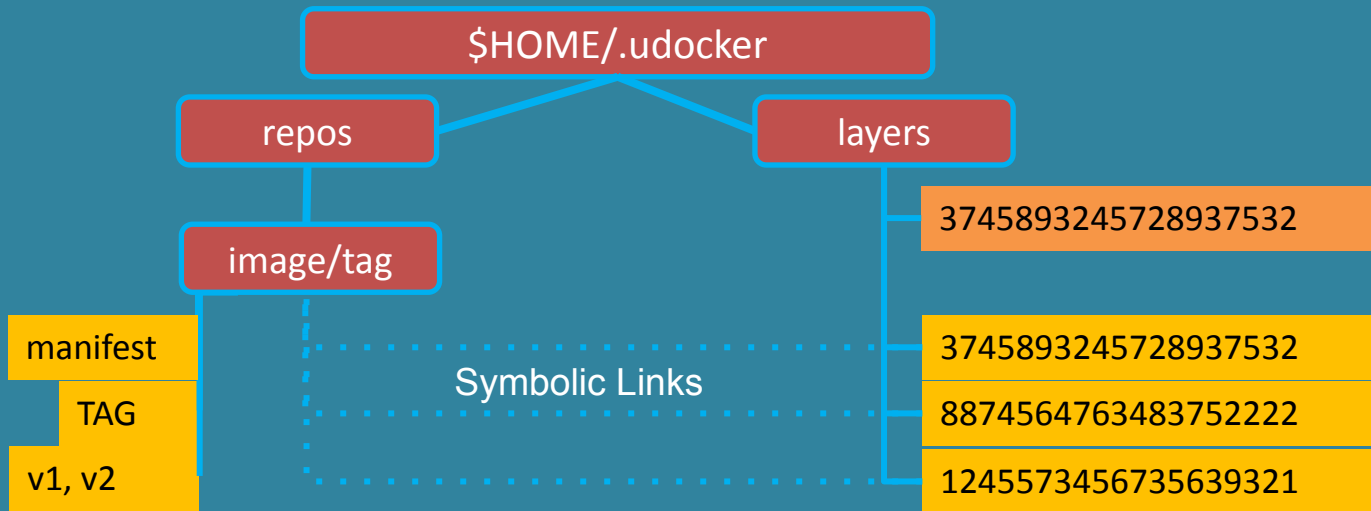 $HOME/.udocker
repos
layers
3745893245728937532
image/tag
manifest
3745893245728937532
Symbolic Links
TAG
8874564763483752222
v1, v2
1245573456735639321